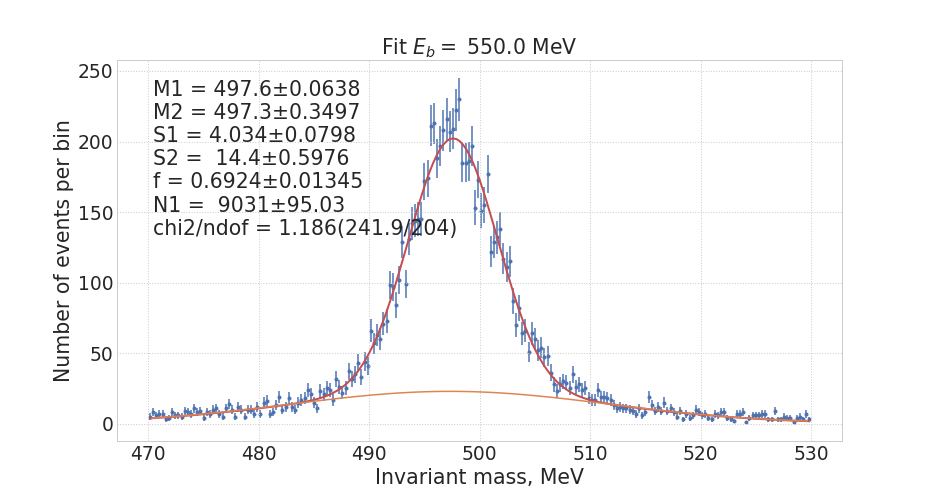 Fit E_b = 550.0 MeV
250
200
150
100
50
0
Number of events per bin
M1 = 497.6±0.0638
M2 = 497.3±0.3497
S1 = 4.034±0.0798
S2 =  14.4±0.5976
f = 0.6924±0.01345
N1 =  9031±95.03
chi2/ndof = 1.186(241.9/204)
470 480 490 500 510 520 530
Invariant mass, MeV